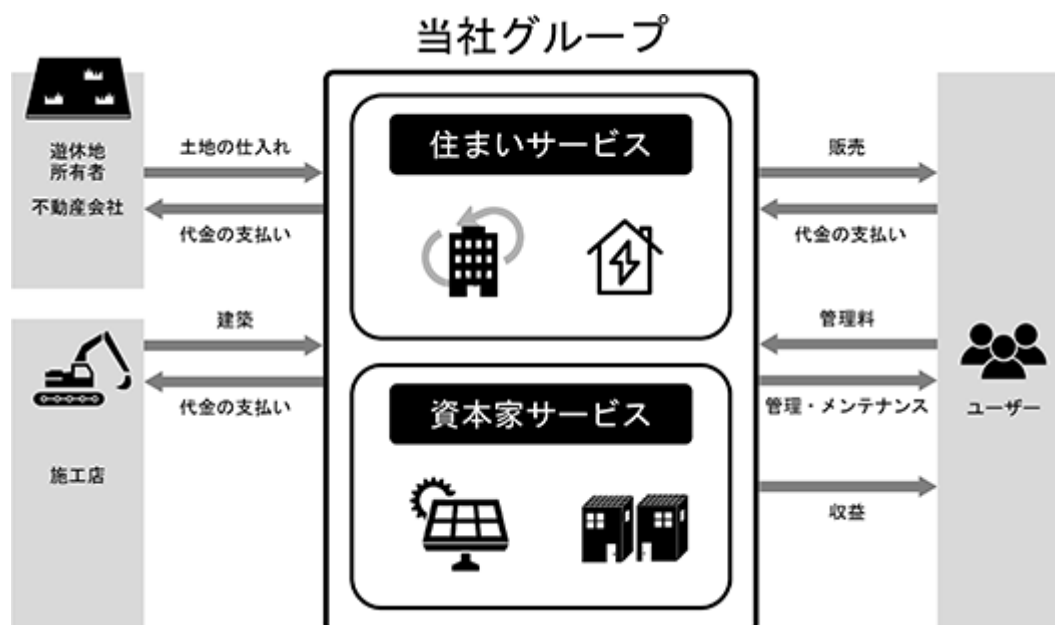 当社グループ
遊休地
所有者
不動産会社
土地の仕入れ
代金の支払い
建築
代金の支払い
施工店
住まいサービス
資本家サービス
販売
代金の支払い
管理料
管理・メンテナンス
収益
ユーザー